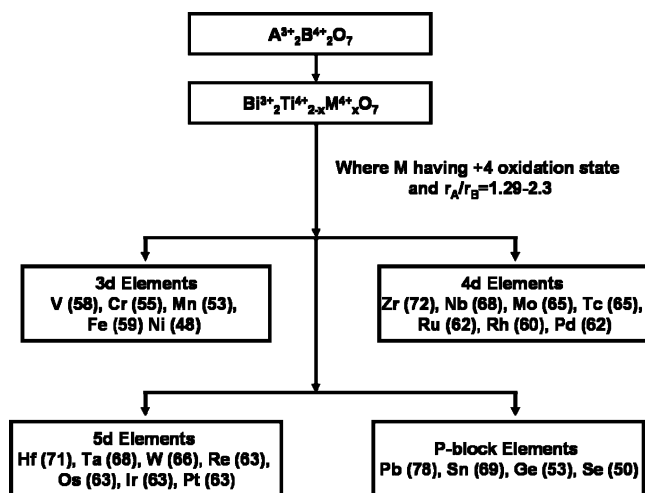 A³⁺₂B⁴⁺₂O₇
Bi³⁺₂Ti⁴⁺₂₋ₓM⁴⁺ₓO₇
Where M having +4 oxidation state
and r_A/r_B=1.29-2.3
3d Elements
V (58), Cr (55), Mn (53),
Fe (59) Ni (48)
4d Elements
Zr (72), Nb (68), Mo (65), Tc (65),
Ru (62), Rh (60), Pd (62)
5d Elements
Hf (71), Ta (68), W (66), Re (63),
Os (63), Ir (63), Pt (63)
P-block Elements
Pb (78), Sn (69), Ge (53), Se (50)